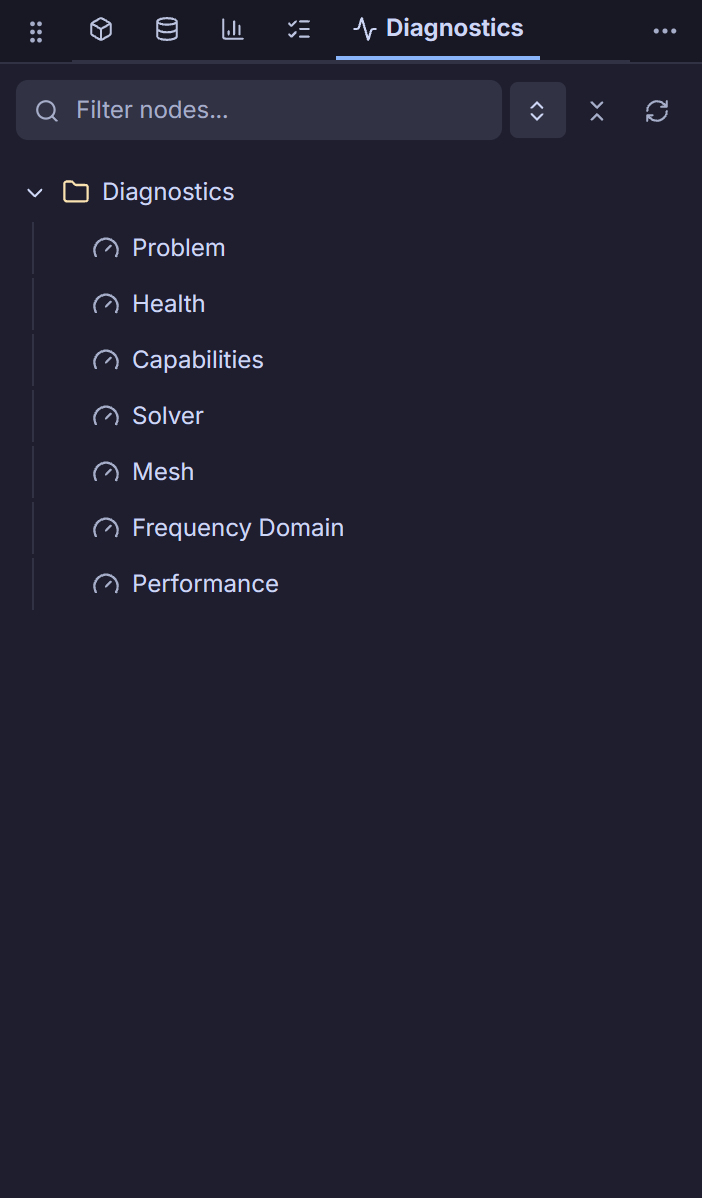 Diagnostics
Filter nodes...
Diagnostics
Problem
Health
Capabilities
Solver
Mesh
Frequency Domain
Performance